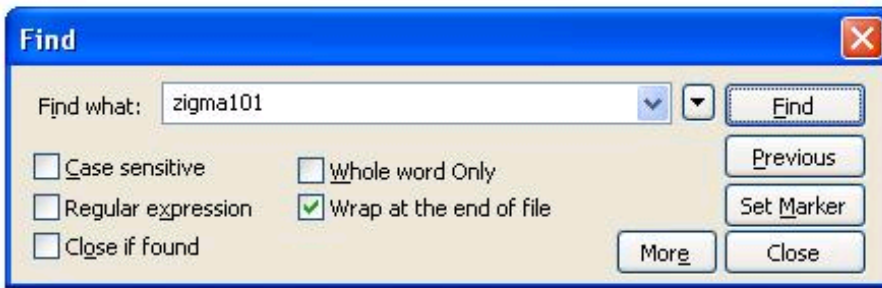 Find
Find what: zigma101 Find
Case sensitive Whole word Only Previous
Regular expression Wrap at the end of file Set Marker
Close if found More Close